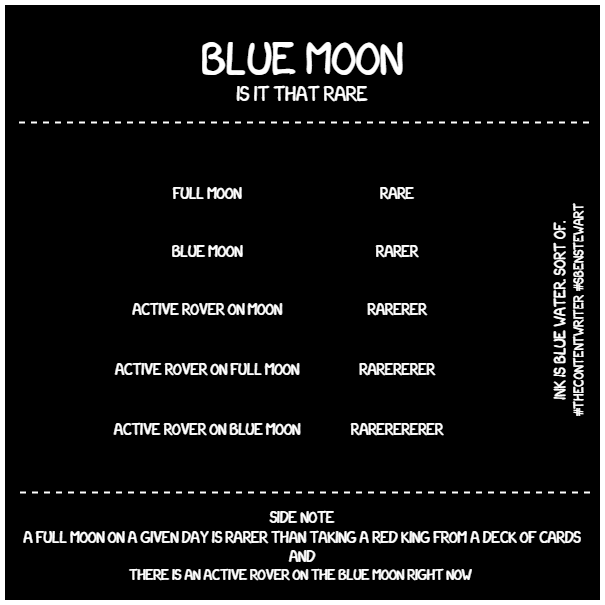 BLUE MOON
IS IT THAT RARE
FULL MOON RARE
BLUE MOON RARER
ACTIVE ROVER ON MOON RARERER
ACTIVE ROVER ON FULL MOON RARERERER
ACTIVE ROVER ON BLUE MOON RARERERERER
INK IS BLUE WATER. SORT OF.
#THECONTENTWRITER #SBENSTEWART
SIDE NOTE
A FULL MOON ON A GIVEN DAY IS RARER THAN TAKING A RED KING FROM A DECK OF CARDS
AND
THERE IS AN ACTIVE ROVER ON THE BLUE MOON RIGHT NOW